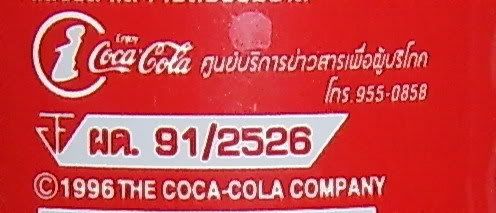 Enjoy
Coca-Cola ศูนย์บริการข่าวสารเพื่อผู้บริโภค
โทร. 955-0858
ผด. 91/2526
©1996 THE COCA-COLA COMPANY